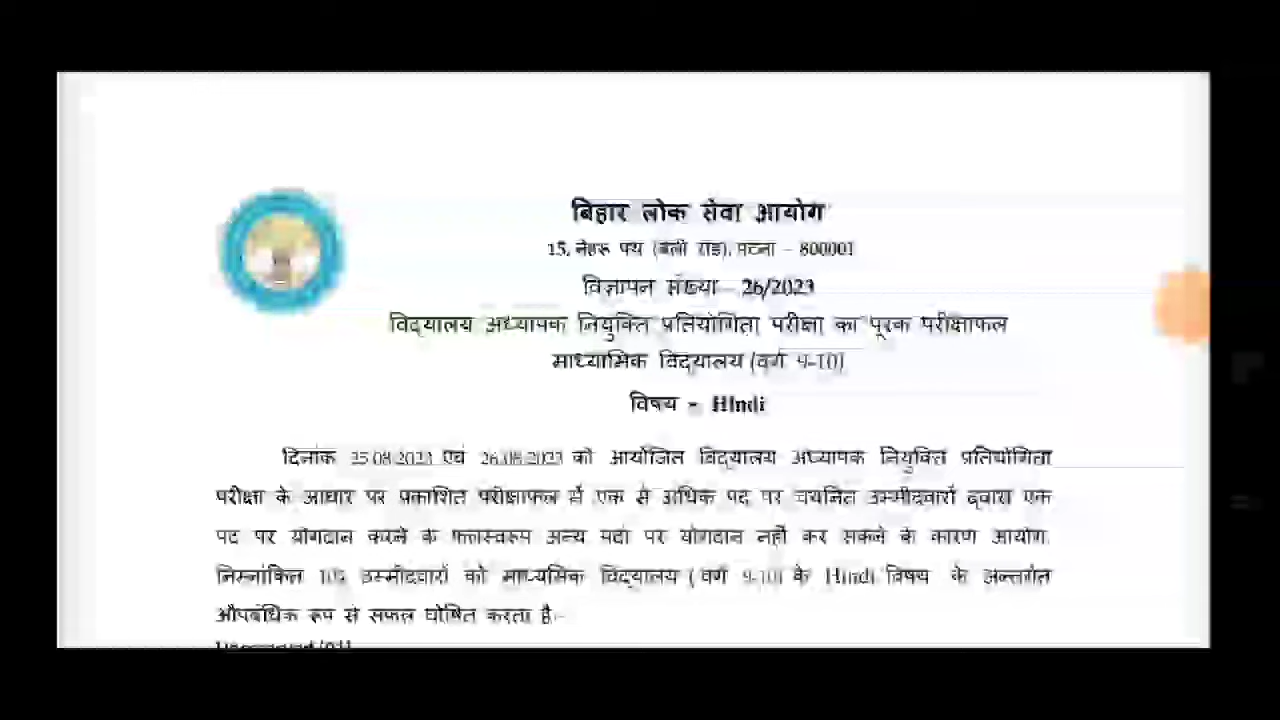 बिहार लोक सेवा आयोग
15, नेहरू पथ (बेली रोड), पटना – 800001
विज्ञापन संख्या – 26/2023
विद्यालय अध्यापक नियुक्ति प्रतियोगिता परीक्षा का पूरक परीक्षाफल
माध्यमिक विद्यालय (वर्ग 9-10)
विषय - Hindi
दिनांक 25.08.2023 एवं 26.08.2023 को आयोजित विद्यालय अध्यापक नियुक्ति प्रतियोगिता
परीक्षा के आधार पर प्रकाशित परीक्षाफल में एक से अधिक पद पर चयनित उम्मीदवारों द्वारा एक
पद पर योगदान करने के फलस्वरूप अन्य पदों पर योगदान नहीं कर सकने के कारण आयोग
निम्नांकित उम्मीदवारों को माध्यमिक विद्यालय ( वर्ग 9-10) के Hindi विषय के अन्तर्गत
औपबंधिक रूप से सफल घोषित करता है:-